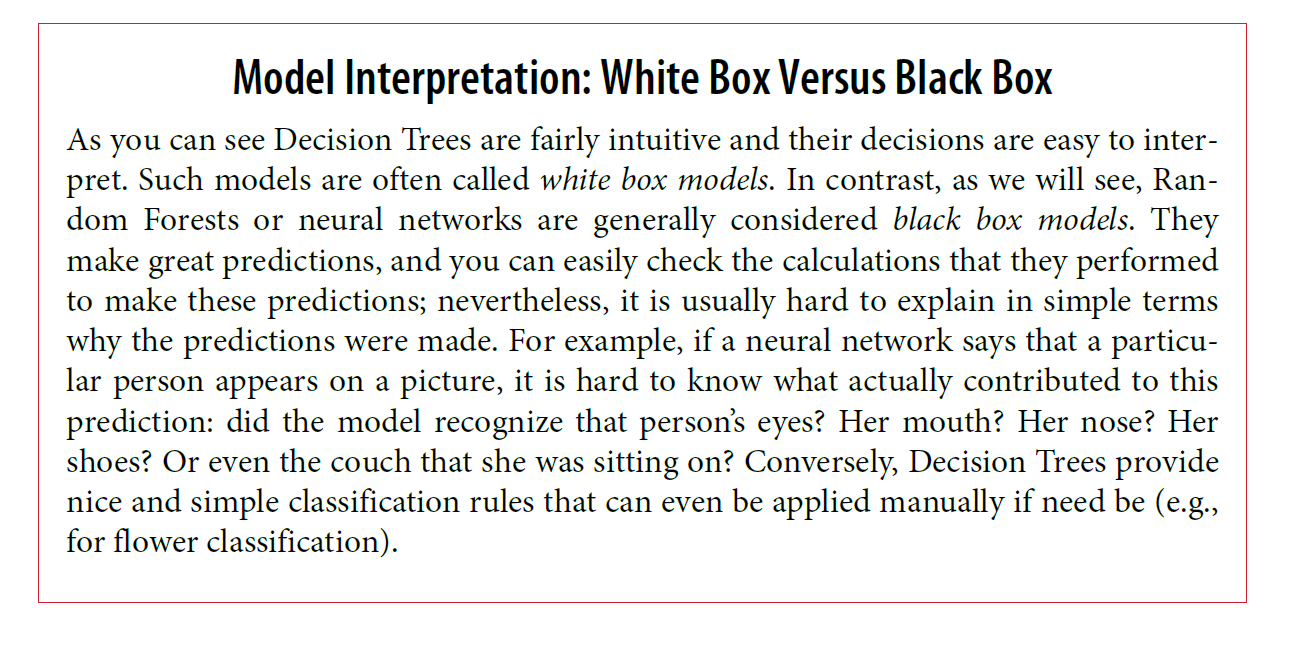 Model Interpretation: White Box Versus Black Box
As you can see Decision Trees are fairly intuitive and their decisions are easy to inter-
pret. Such models are often called white box models. In contrast, as we will see, Ran-
dom Forests or neural networks are generally considered black box models. They
make great predictions, and you can easily check the calculations that they performed
to make these predictions; nevertheless, it is usually hard to explain in simple terms
why the predictions were made. For example, if a neural network says that a particu-
lar person appears on a picture, it is hard to know what actually contributed to this
prediction: did the model recognize that person’s eyes? Her mouth? Her nose? Her
shoes? Or even the couch that she was sitting on? Conversely, Decision Trees provide
nice and simple classification rules that can even be applied manually if need be (e.g.,
for flower classification).